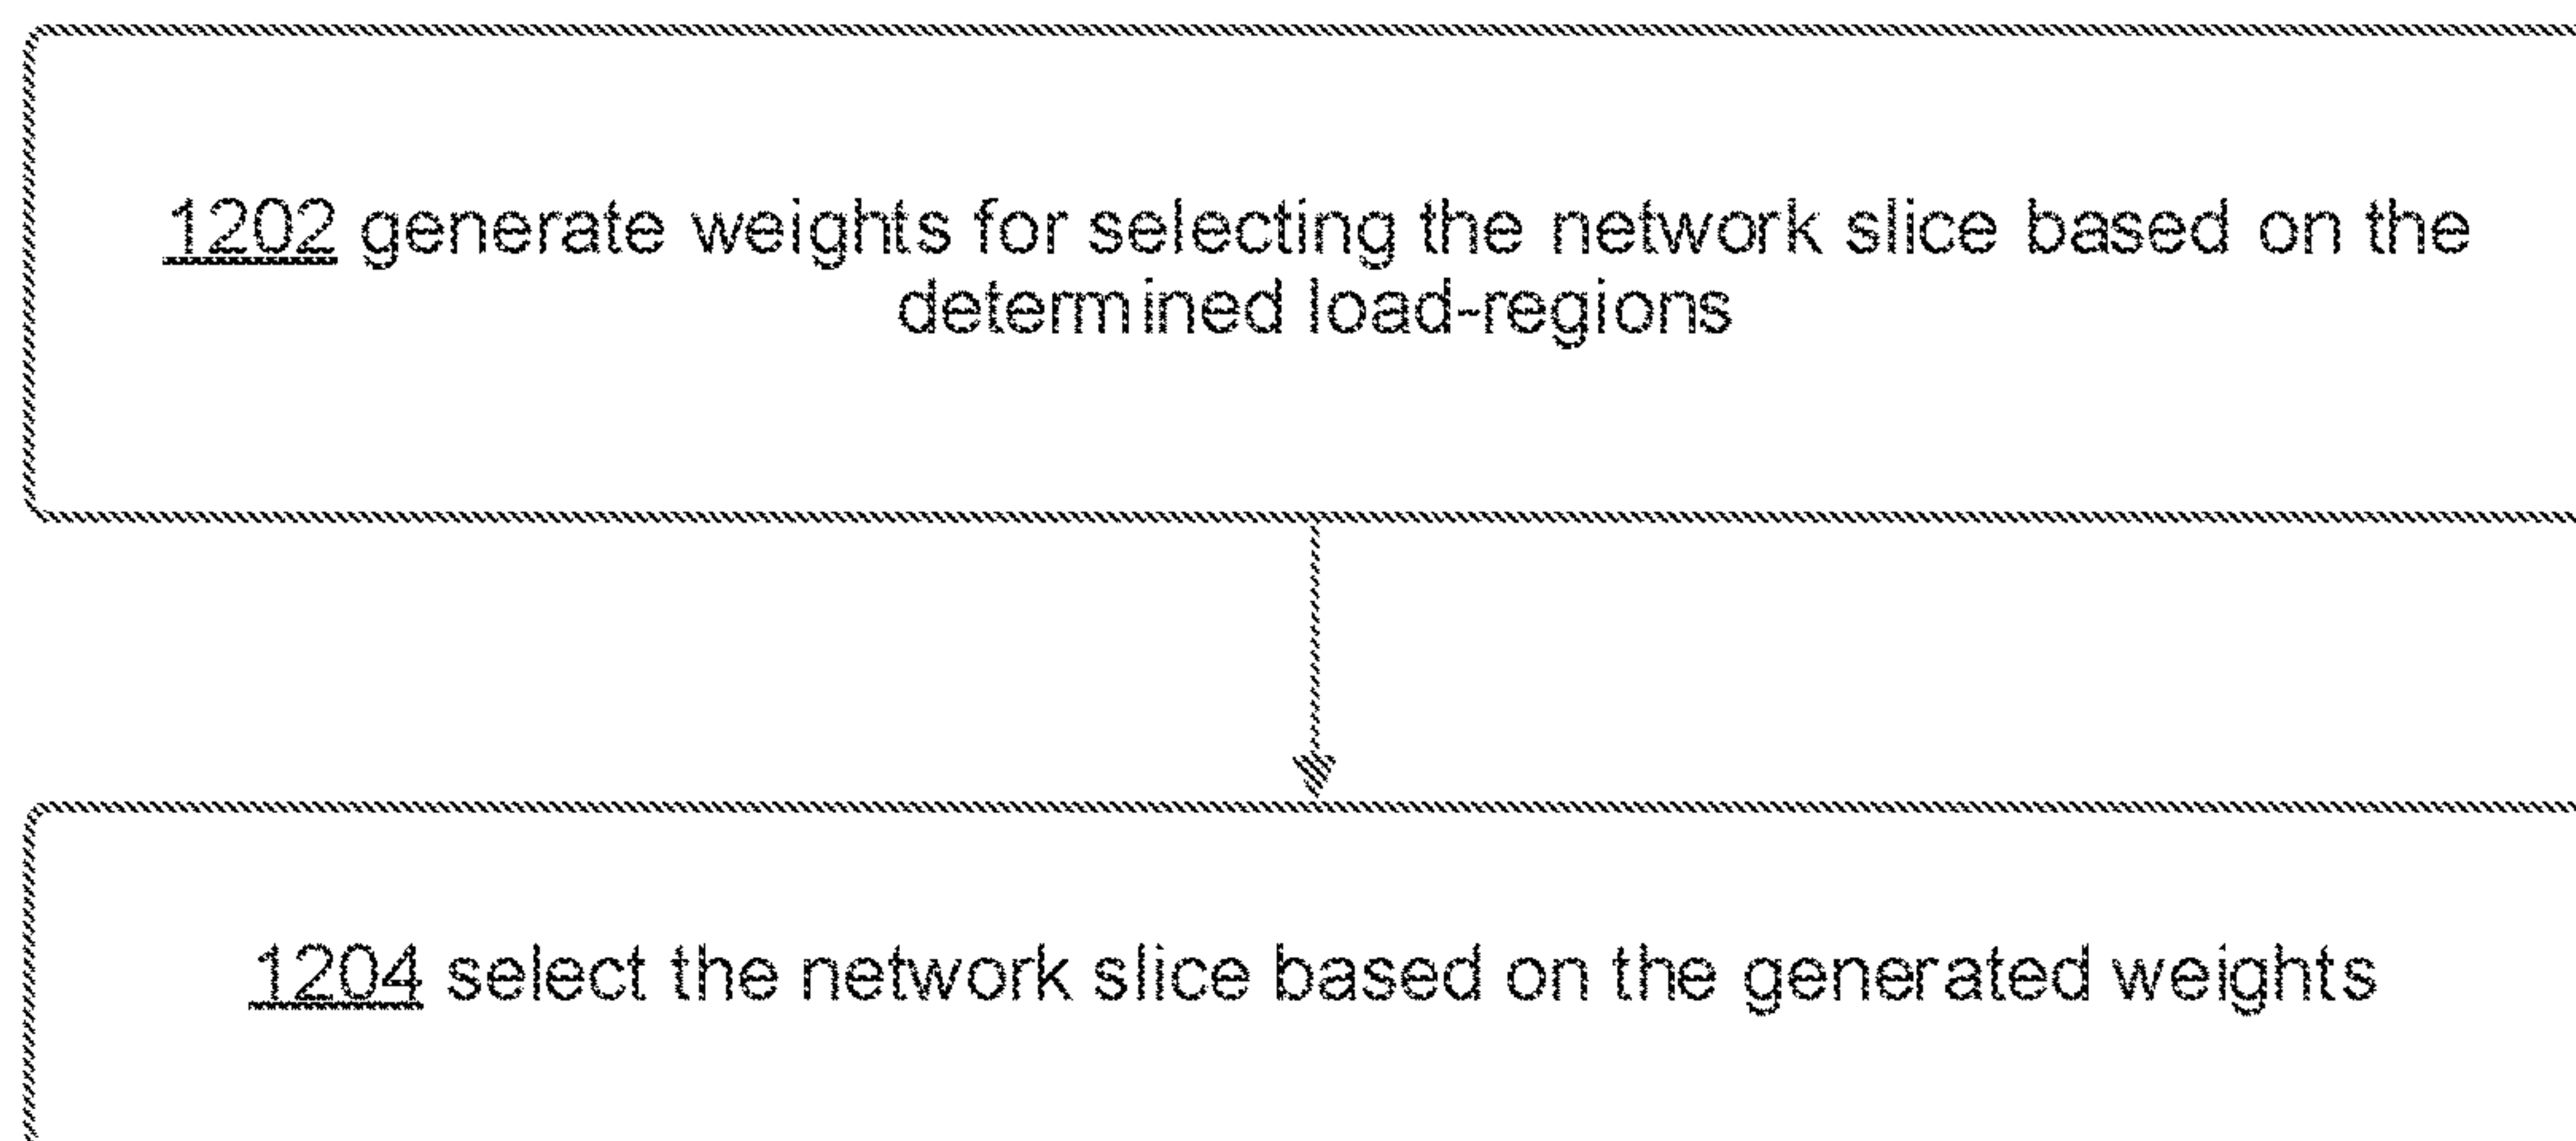 1202 generate weights for selecting the network slice based on the
determined load-regions
1204 select the network slice based on the generated weights